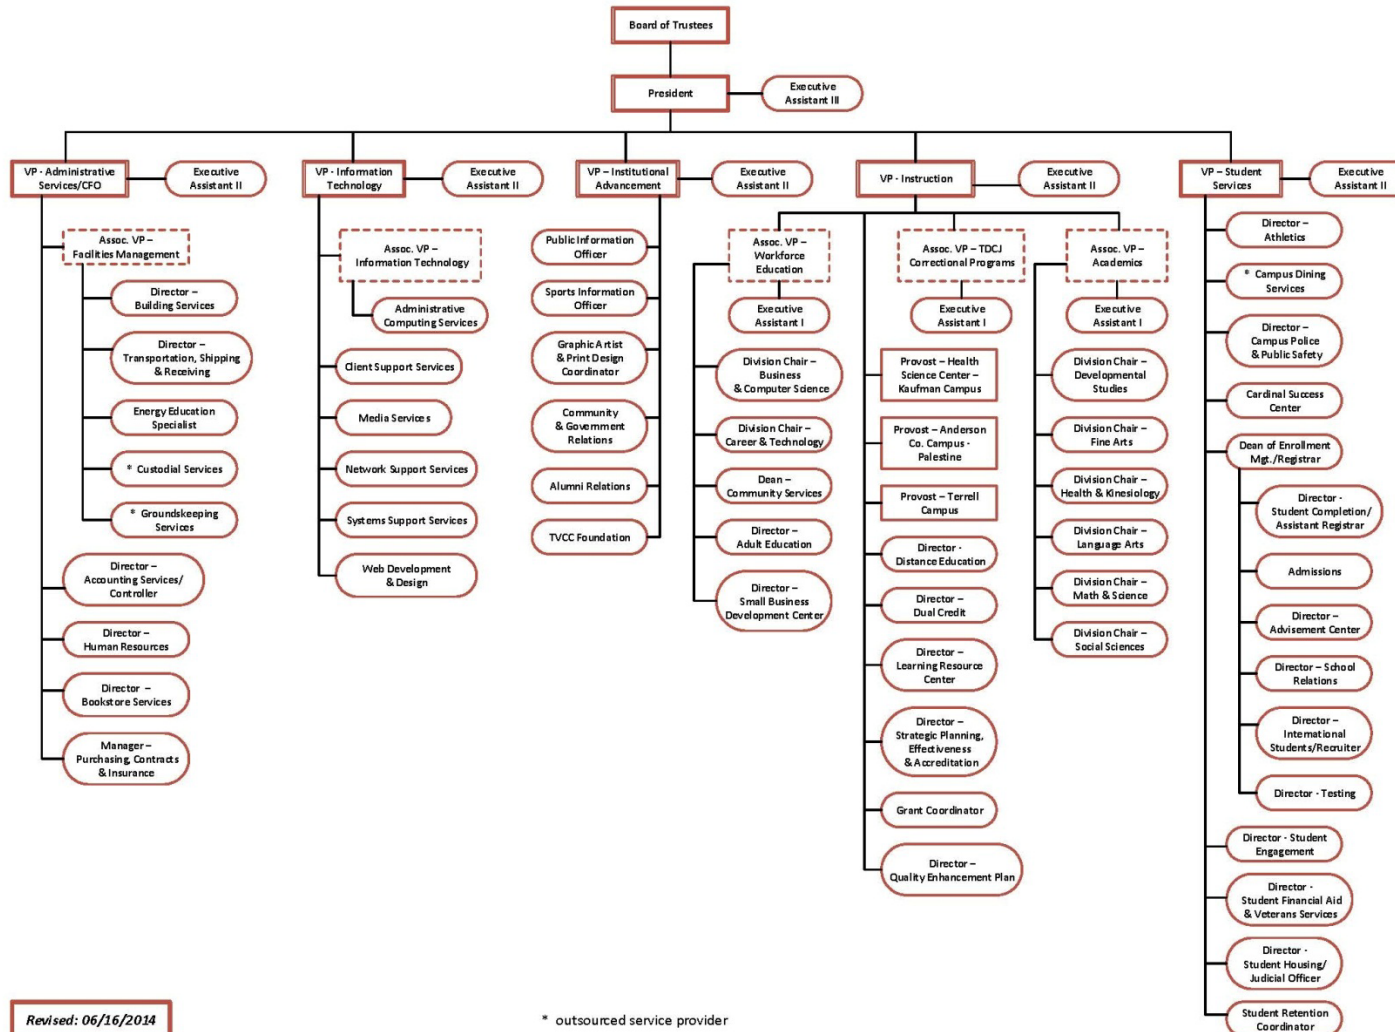 Board of Trustees
President
Executive
Assistant III
VP - Administrative
Services/CFO
Executive
Assistant II
VP - Information
Technology
Executive
Assistant II
VP – Institutional
Advancement
Executive
Assistant II
VP - Instruction
Executive
Assistant II
VP – Student
Services
Executive
Assistant II
Assoc. VP –
Facilities Management
Director –
Building Services
Director –
Transportation, Shipping
& Receiving
Energy Education
Specialist
* Custodial Services
* Groundskeeping
Services
Director –
Accounting Services/
Controller
Director –
Human Resources
Director –
Bookstore Services
Manager –
Purchasing, Contracts
& Insurance
Assoc. VP –
Information Technology
Administrative
Computing Services
Client Support Services
Media Services
Network Support Services
Systems Support Services
Web Development
& Design
Public Information
Officer
Sports Information
Officer
Graphic Artist
& Print Design
Coordinator
Community
& Government
Relations
Alumni Relations
TVCC Foundation
Assoc. VP –
Workforce
Education
Executive
Assistant I
Division Chair –
Business
& Computer Science
Division Chair –
Career & Technology
Dean –
Community Services
Director –
Adult Education
Director –
Small Business
Development Center
Assoc. VP – TDCJ
Correctional Programs
Executive
Assistant I
Provost – Health
Science Center –
Kaufman Campus
Provost – Anderson
Co. Campus -
Palestine
Provost – Terrell
Campus
Director -
Distance Education
Director –
Dual Credit
Director –
Learning Resource
Center
Director –
Strategic Planning,
Effectiveness
& Accreditation
Grant Coordinator
Director –
Quality Enhancement Plan
Assoc. VP –
Academics
Executive
Assistant I
Division Chair –
Developmental
Studies
Division Chair –
Fine Arts
Division Chair –
Health & Kinesiology
Division Chair –
Language Arts
Division Chair –
Math & Science
Division Chair –
Social Sciences
Director –
Athletics
* Campus Dining
Services
Director –
Campus Police
& Public Safety
Cardinal Success
Center
Dean of Enrollment
Mgt./Registrar
Director -
Student Completion/
Assistant Registrar
Admissions
Director –
Advisement Center
Director – School
Relations
Director –
International
Students/Recruiter
Director - Testing
Director - Student
Engagement
Director -
Student Financial Aid
& Veterans Services
Director -
Student Housing/
Judicial Officer
Student Retention
Coordinator
Revised: 06/16/2014
* outsourced service provider